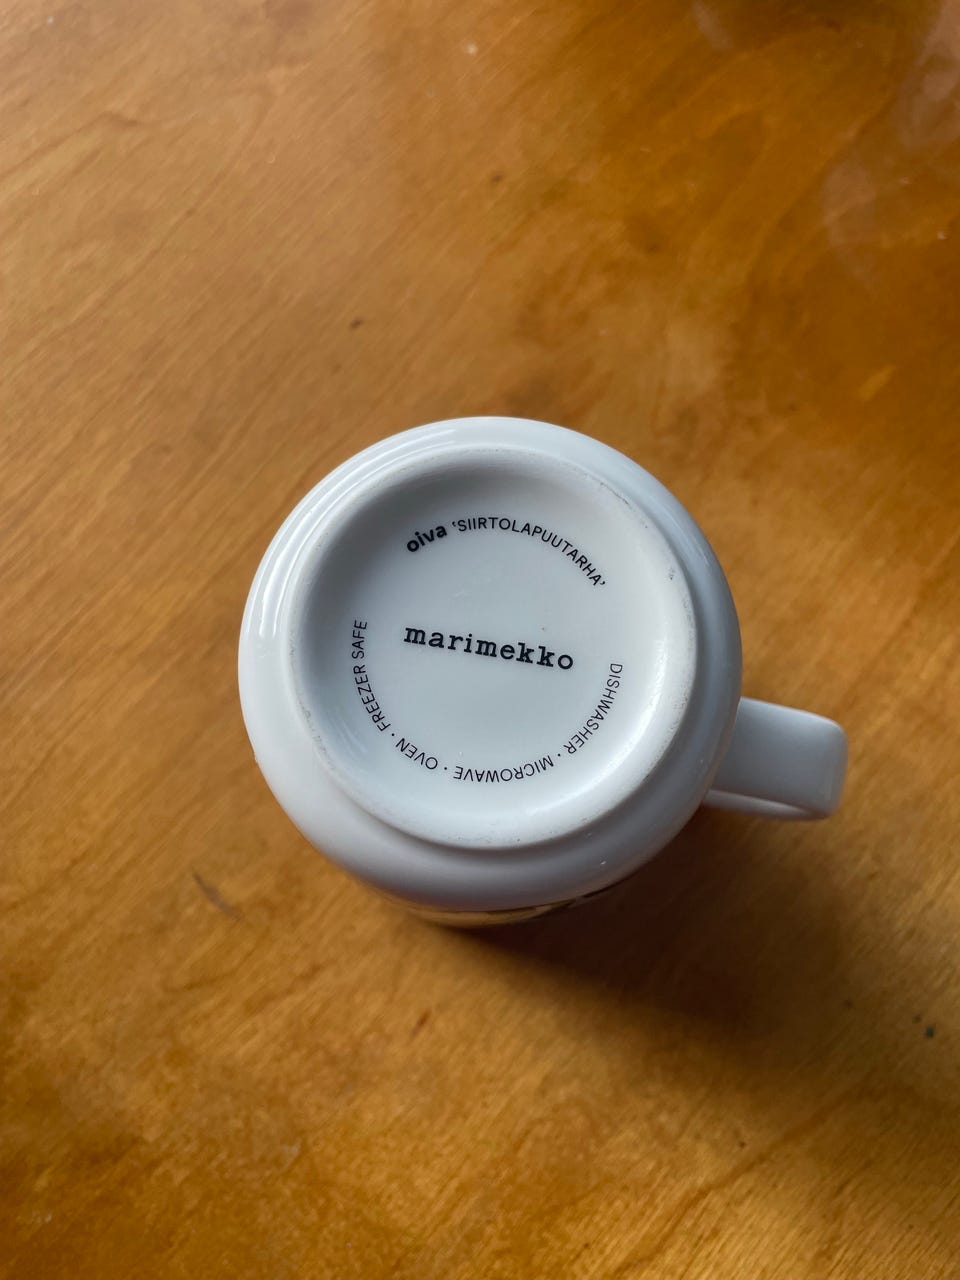 oiva 'SIIRTOLAPUUTARHA'
marimekko
DISHWASHER · MICROWAVE · OVEN · FREEZER SAFE